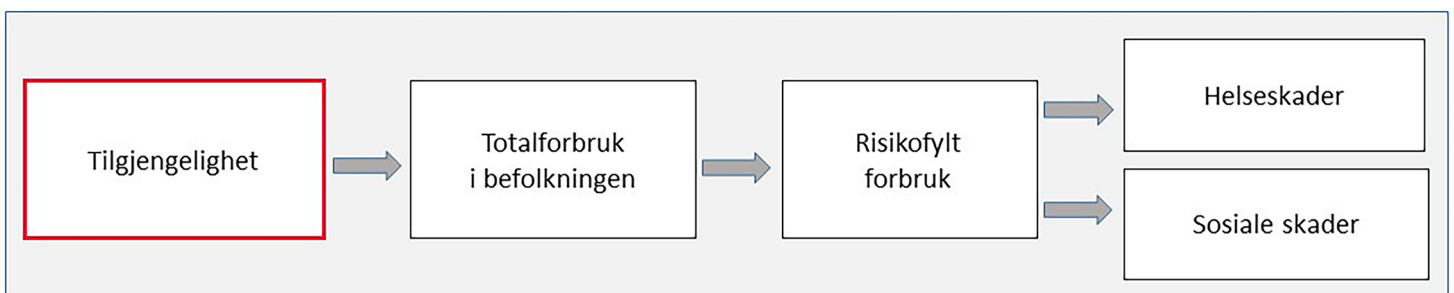 Tilgjengelighet
Totalforbruk
i befolkningen
Risikofylt
forbruk
Helseskader
Sosiale skader